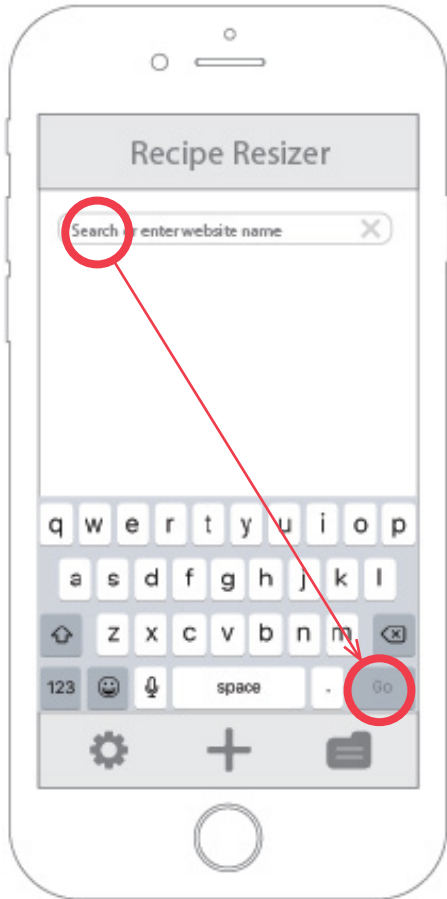 Recipe Resizer
Search or enter website name
q w e r t y u i o p
a s d f g h j k l
z x c v b n m
123 space . Go